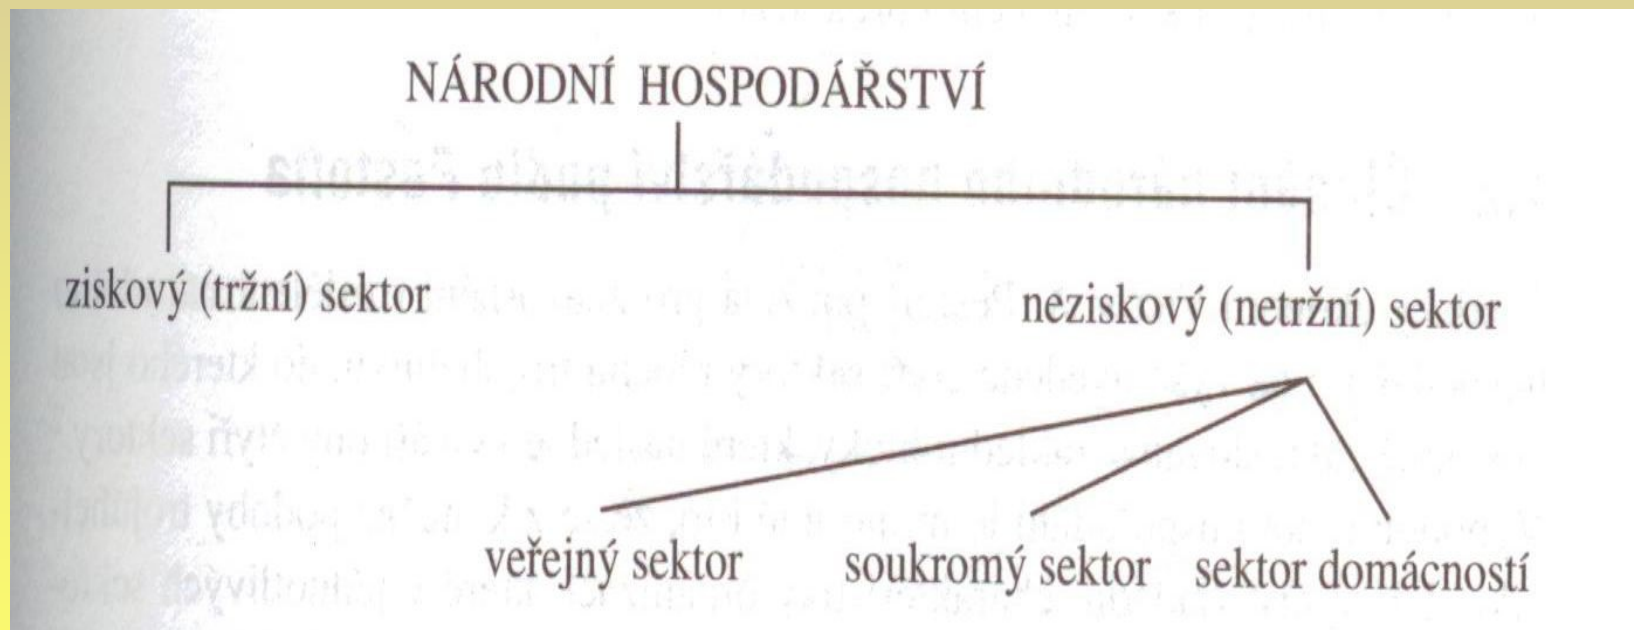 NÁRODNÍ HOSPODÁŘSTVÍ
ziskový (tržní) sektor
neziskový (netržní) sektor
veřejný sektor
soukromý sektor
sektor domácností